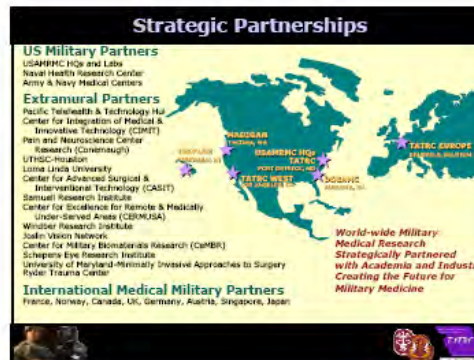 Strategic Partnerships
US Military Partners
USAMRMC HQs and Labs
Naval Health Research Center
Army & Navy Medical Centers
Extramural Partners
Pacific Telehealth & Technology Hui
Center for Integration of Medical &
Innovative Technology (CIMIT)
Pain and Neuroscience Center
Research (Conemaugh)
UTHSC-Houston
Loma Linda University
Center for Advanced Surgical &
Interventional Technology (CASIT)
Samueli Research Institute
Center for Excellence for Remote & Medically
Under-Served Areas (CERMUSA)
Windber Research Institute
Joslin Vision Network
Center for Military Biomaterials Research (CeMBR)
Schepens Eye Research Institute
University of Maryland-Minimally Invasive Approaches to Surgery
Ryder Trauma Center
International Medical Military Partners
France, Norway, Canada, UK, Germany, Austria, Singapore, Japan
MADIGAN
TACOMA, WA
USAMRMC HQs
TATRC
FORT DETRICK, MD
TATRC WEST
LOS ANGELES, CA
TATRC EUROPE
World-wide Military
Medical Research
Strategically Partnered
with Academia and Indust
Creating the Future for
Military Medicine